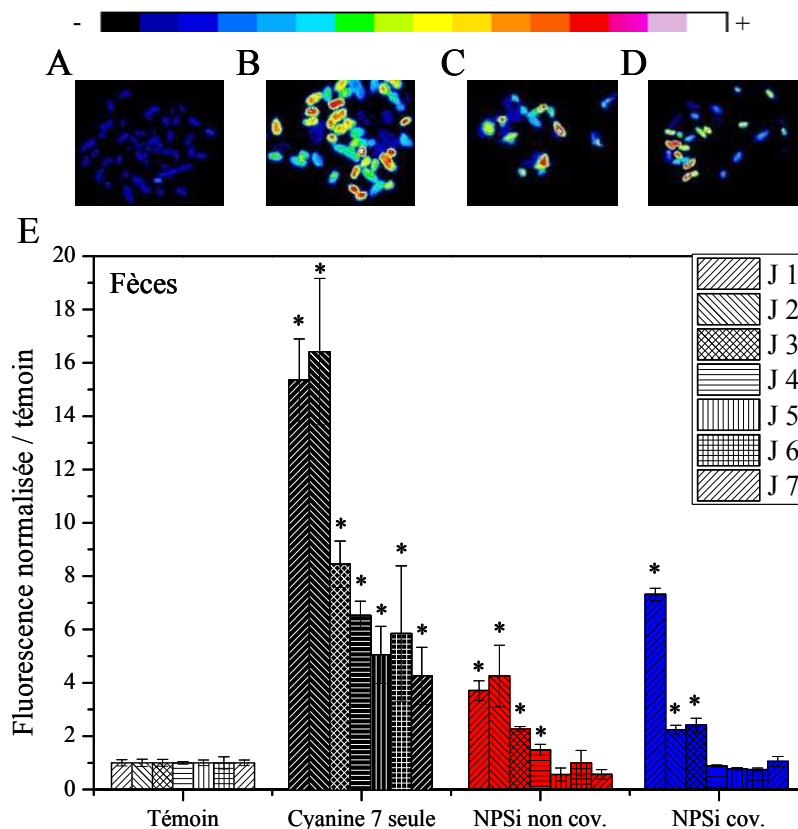 - +
A B C D
E
20
18
16
14
12
10
8
6
4
2
0
Fluorescence normalisée / témoin
Fèces
* * * * * * *
* * * *
* * *
J 1
J 2
J 3
J 4
J 5
J 6
J 7
Témoin Cyanine 7 seule NPSi non cov. NPSi cov.